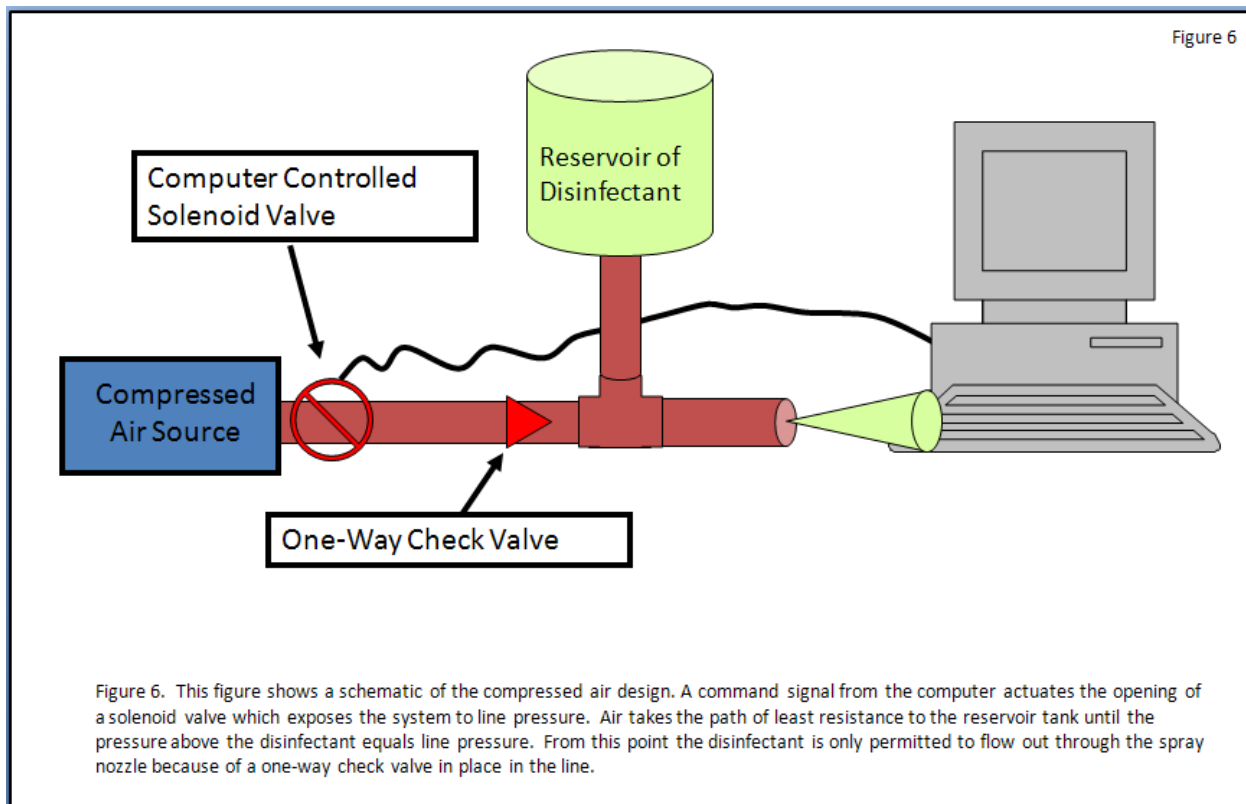 Figure 6
Reservoir of
Disinfectant
Computer Controlled
Solenoid Valve
Compressed
Air Source
One-Way Check Valve
Figure 6. This figure shows a schematic of the compressed air design. A command signal from the computer actuates the opening of
a solenoid valve which exposes the system to line pressure. Air takes the path of least resistance to the reservoir tank until the
pressure above the disinfectant equals line pressure. From this point the disinfectant is only permitted to flow out through the spray
nozzle because of a one-way check valve in place in the line.